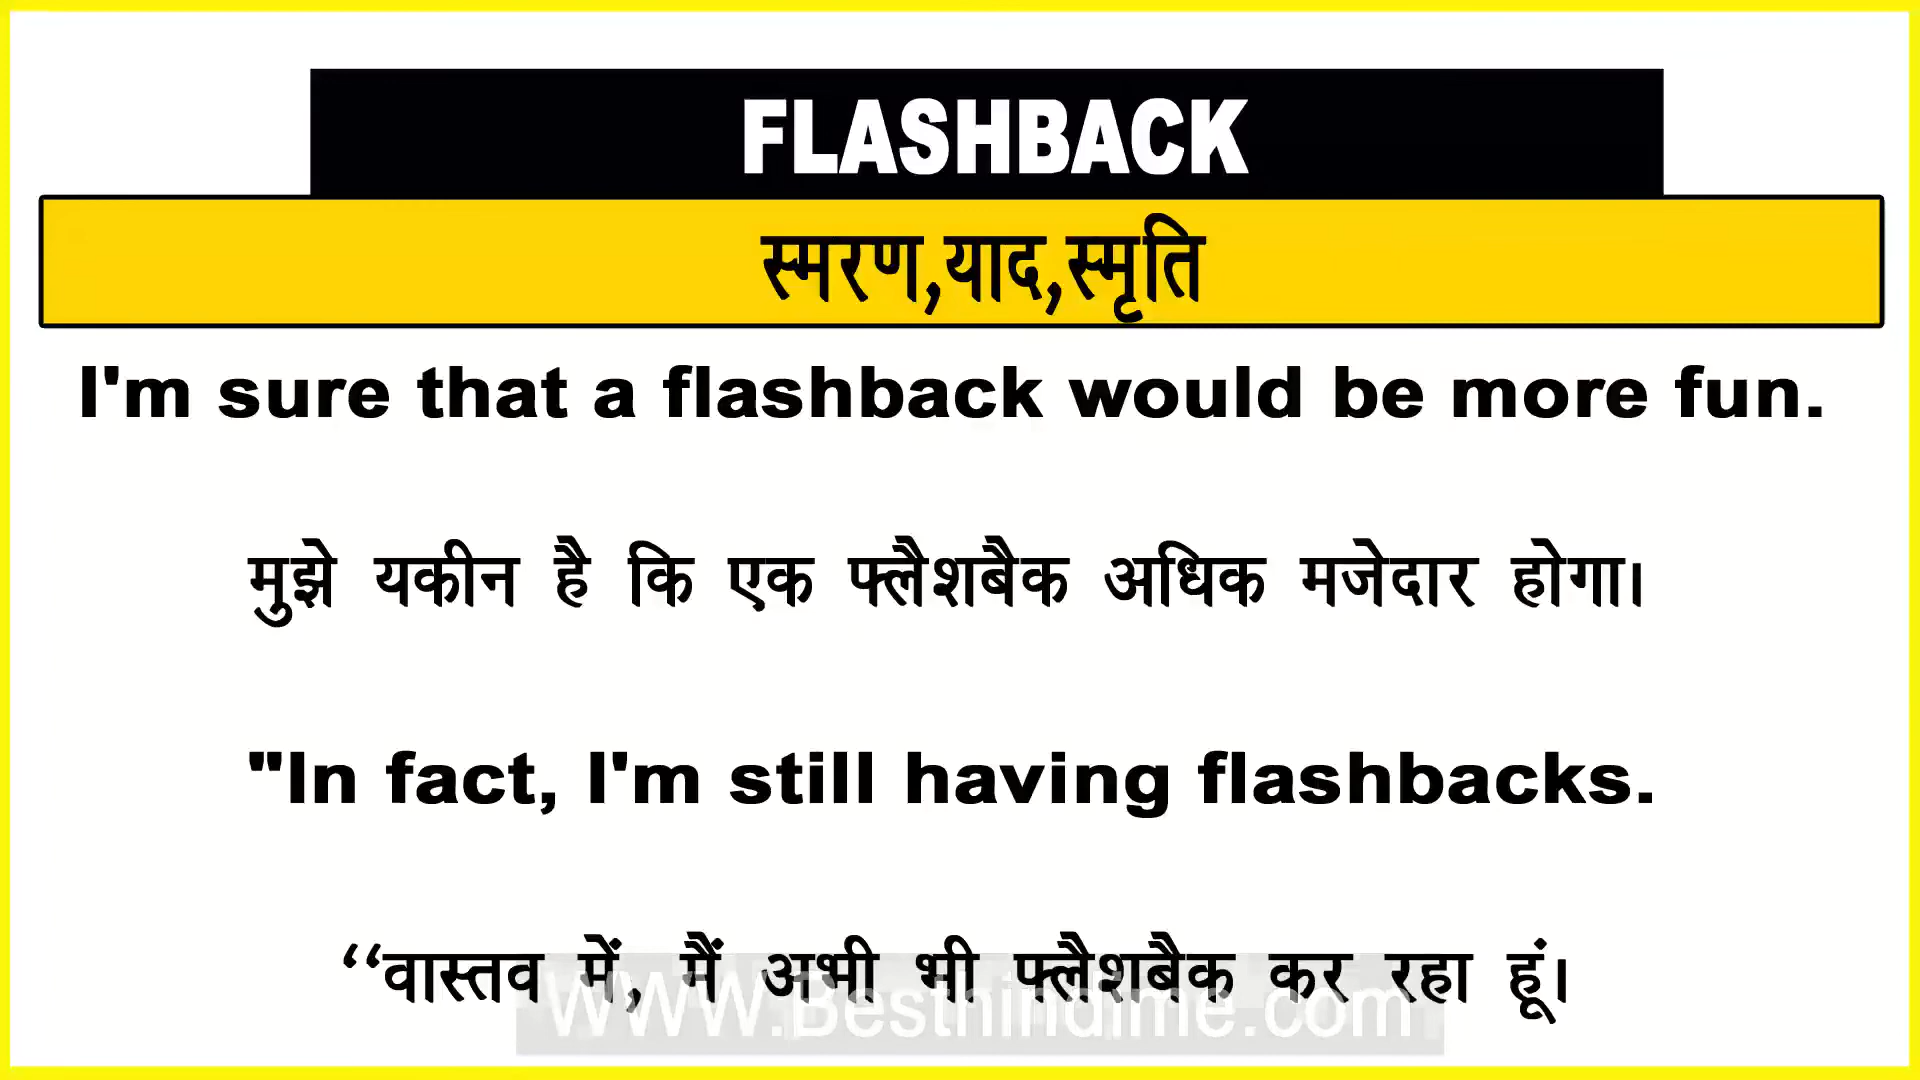 FLASHBACK
स्मरण,याद,स्मृति
I'm sure that a flashback would be more fun.
मुझे यकीन है कि एक फ्लैशबैक अधिक मजेदार होगा।
"In fact, I'm still having flashbacks.
‘‘वास्तव में, मैं अभी भी फ्लैशबैक कर रहा हूं।
WWW.Besthindime.com